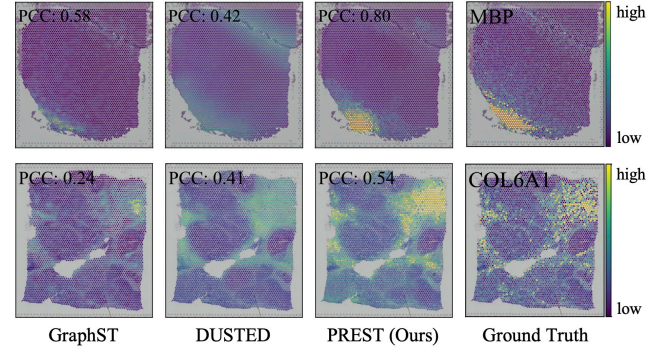 PCC: 0.58 PCC: 0.42 PCC: 0.80 MBP high
low
PCC: 0.24 PCC: 0.41 PCC: 0.54 COL6A1 high
low
GraphST DUSTED PREST (Ours) Ground Truth